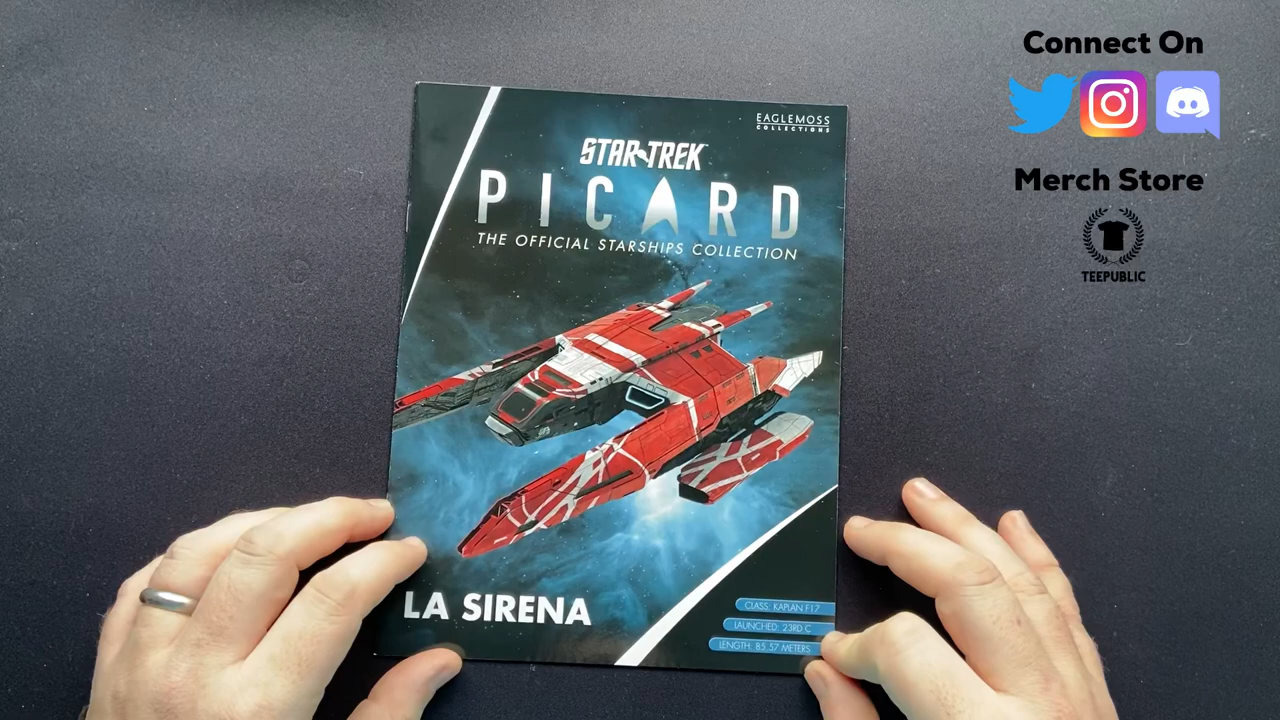 Connect On
Merch Store
TEEPUBLIC
EAGLEMOSS
COLLECTIONS
STAR TREK
PICARD
THE OFFICIAL STARSHIPS COLLECTION
LA SIRENA
CLASS: KAPLAN F17
LAUNCHED: 23RD C
LENGTH: 85.57 METERS